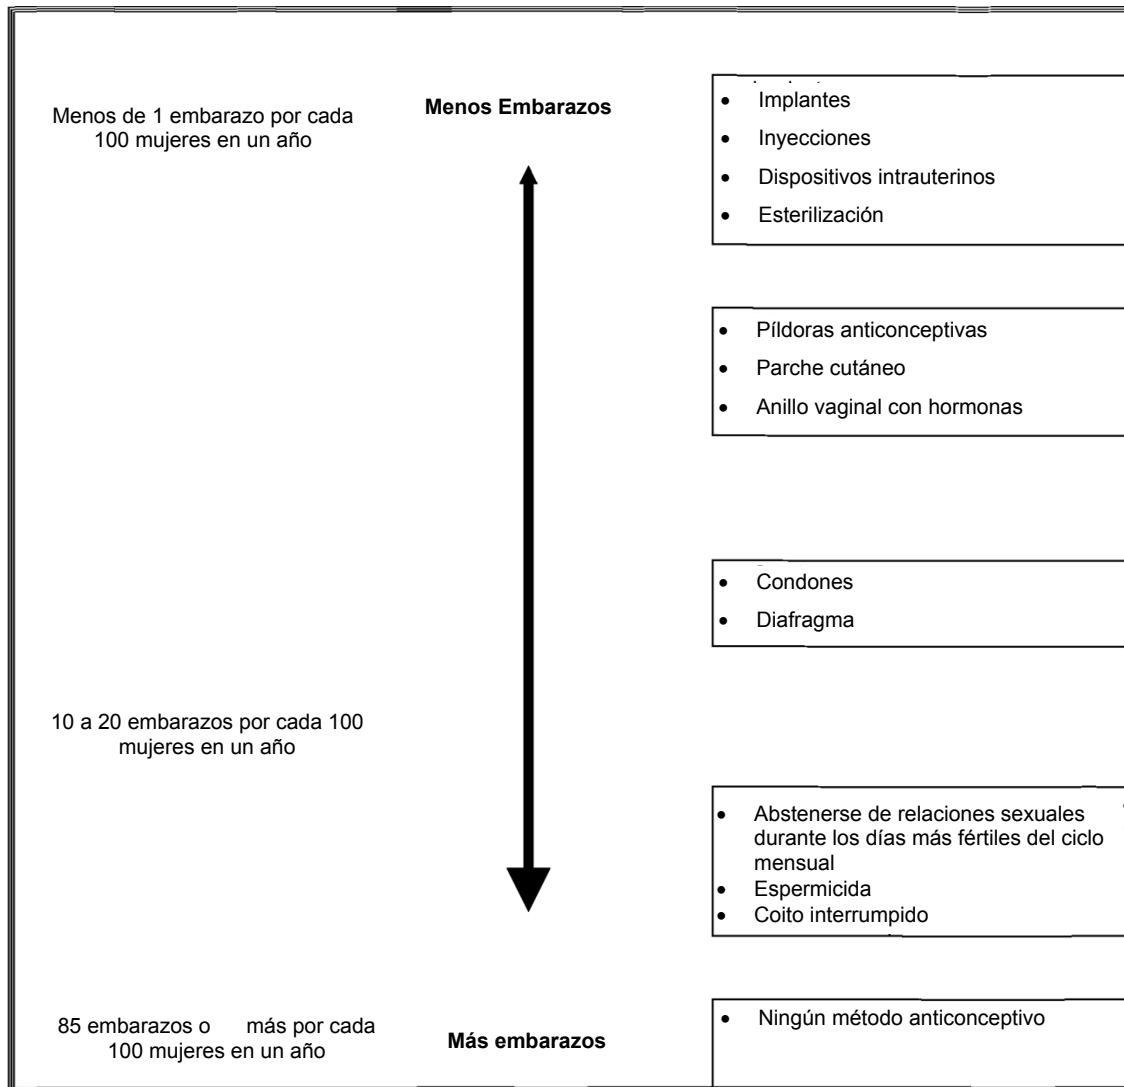 Menos de 1 embarazo por cada
100 mujeres en un año
Menos Embarazos
• Implantes
• Inyecciones
• Dispositivos intrauterinos
• Esterilización
• Píldoras anticonceptivas
• Parche cutáneo
• Anillo vaginal con hormonas
• Condones
• Diafragma
10 a 20 embarazos por cada 100
mujeres en un año
• Abstenerse de relaciones sexuales
durante los días más fértiles del ciclo
mensual
• Espermicida
• Coito interrumpido
85 embarazos o más por cada
100 mujeres en un año
Más embarazos
• Ningún método anticonceptivo